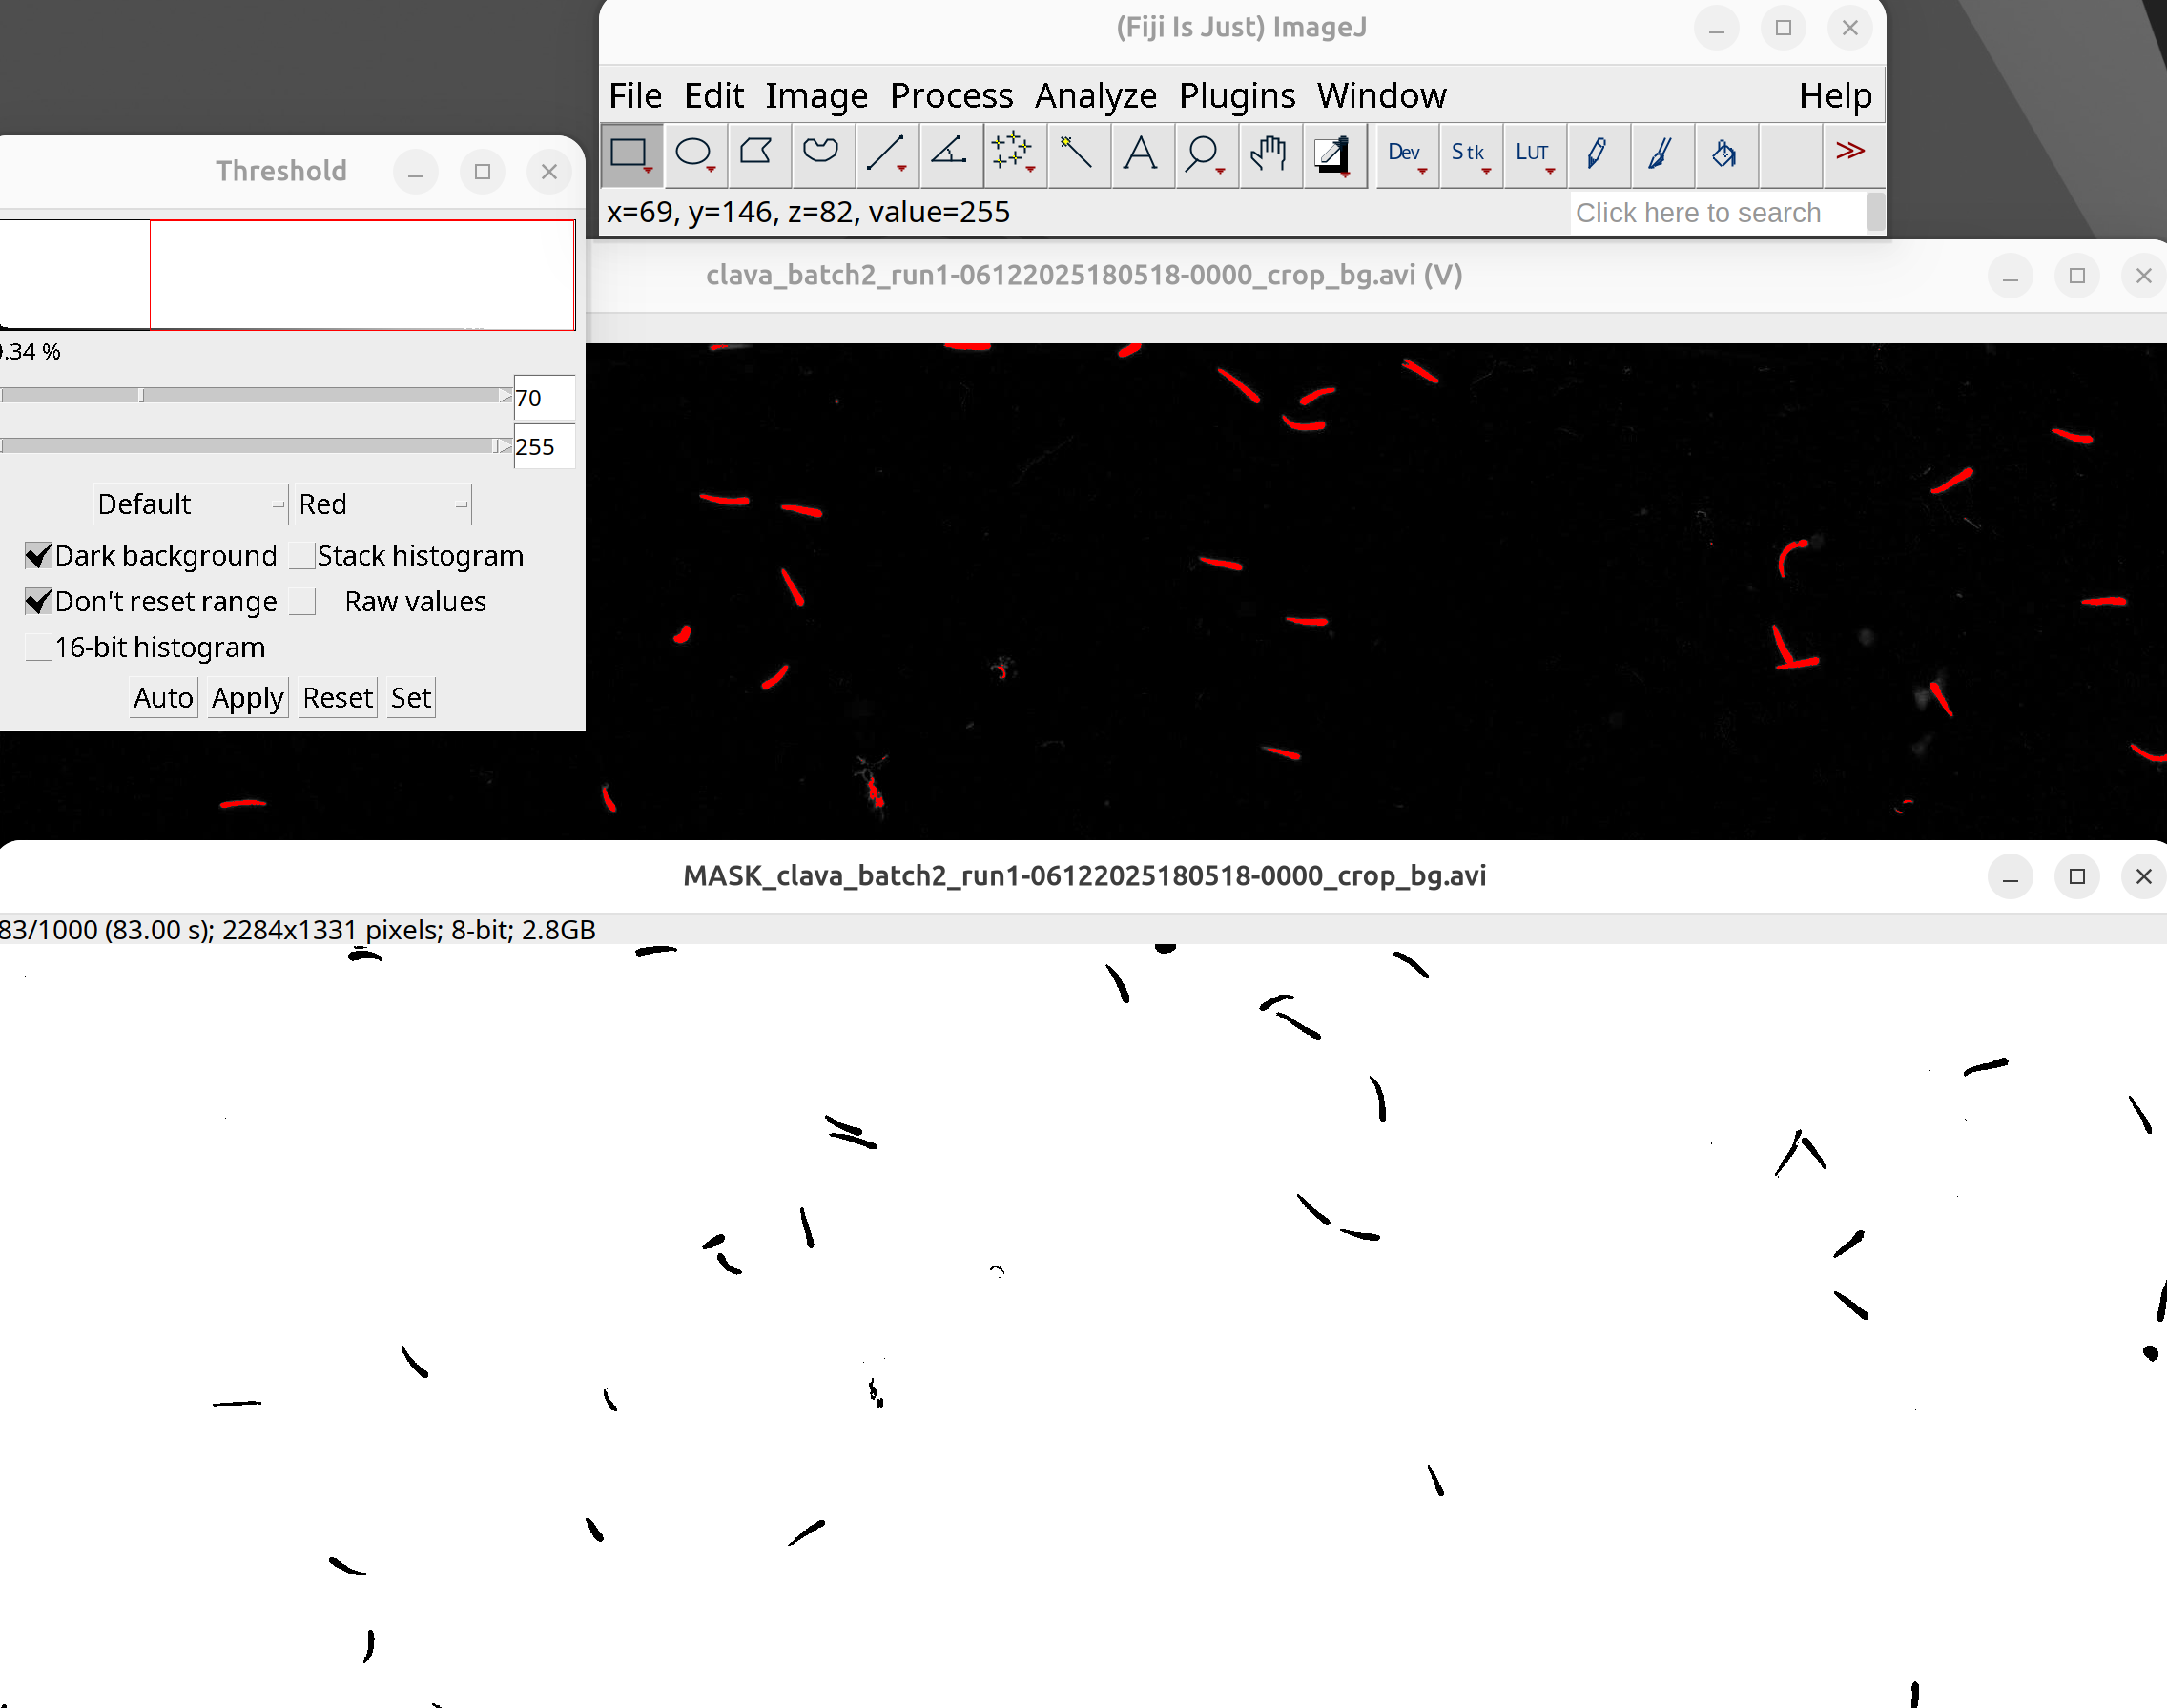 (Fiji Is Just) ImageJ
File Edit Image Process Analyze Plugins Window Help
Dev Stk LUT >>
x=69, y=146, z=82, value=255
Click here to search
Threshold
.34 %
70
255
Default Red
Dark background Stack histogram
Don't reset range Raw values
16-bit histogram
Auto Apply Reset Set
clava_batch2_run1-06122025180518-0000_crop_bg.avi (V)
MASK_clava_batch2_run1-06122025180518-0000_crop_bg.avi
83/1000 (83.00 s); 2284x1331 pixels; 8-bit; 2.8GB